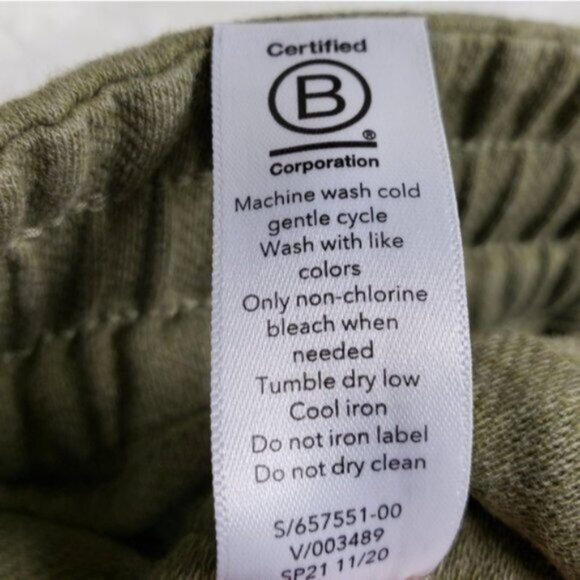 Certified
B
®
Corporation
Machine wash cold
gentle cycle
Wash with like
colors
Only non-chlorine
bleach when
needed
Tumble dry low
Cool iron
Do not iron label
Do not dry clean
S/657551-00
V/003489
SP21 11/20